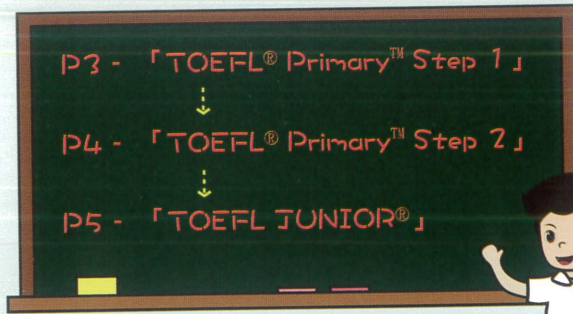 P3 - 「TOEFL® Primary™ Step 1」
P4 - 「TOEFL® Primary™ Step 2」
P5 - 「TOEFL JUNIOR®」